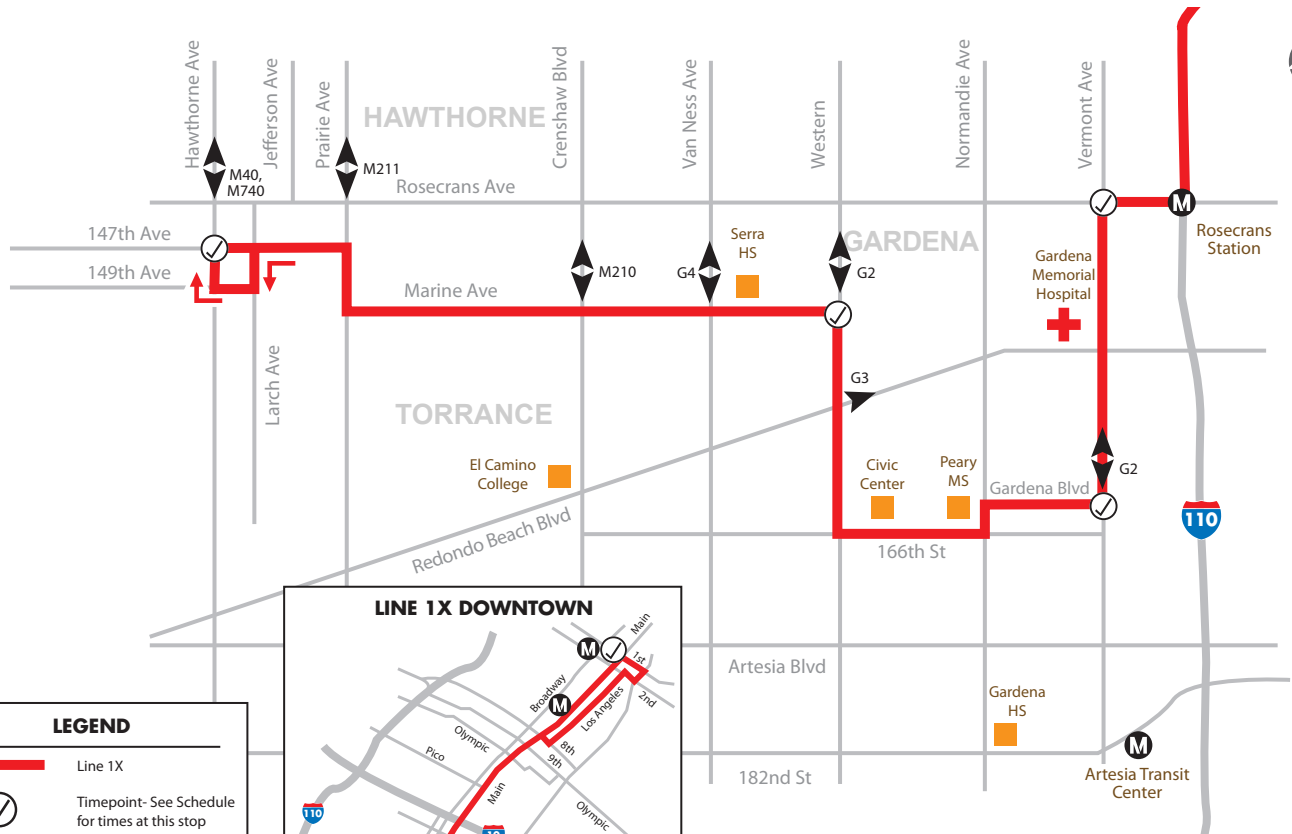 Hawthorne Ave
Jefferson Ave
Prairie Ave
Crenshaw Blvd
Van Ness Ave
Western
Normandie Ave
Vermont Ave
HAWTHORNE
M40,
M740
M211
Rosecrans Ave
147th Ave
149th Ave
Serra
HS
GARDENA
M
Rosecrans
Station
M210
G4
G2
Gardena
Memorial
Hospital
Marine Ave
Larch Ave
G3
TORRANCE
El Camino
College
Civic
Center
Peary
MS
G2
Gardena Blvd
110
Redondo Beach Blvd
166th St
LINE 1X DOWNTOWN
Main
M
1st
Broadway
M
Los Angeles
2nd
Olympic
8th
Pico
9th
Main
Olympic
110
10
Artesia Blvd
Gardena
HS
M
Artesia Transit
Center
182nd St
LEGEND
Line 1X
Timepoint- See Schedule
for times at this stop